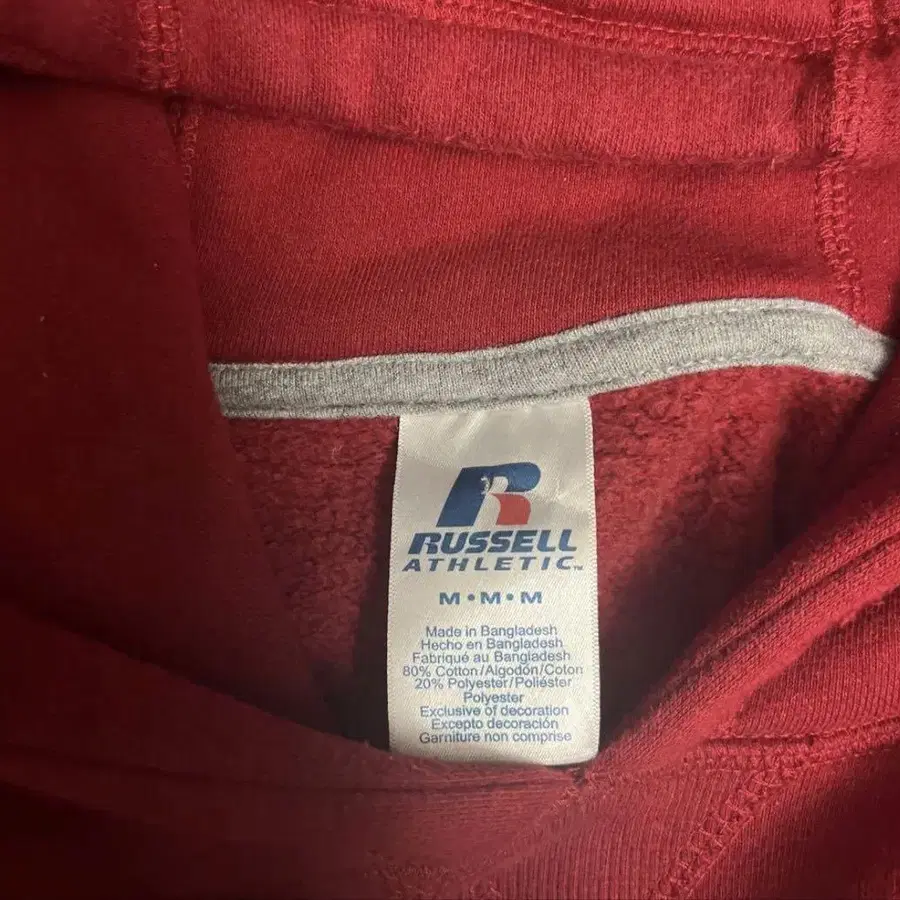 RUSSELL
ATHLETIC™
M•M•M
Made in Bangladesh
Hecho en Bangladesh
Fabriqué au Bangladesh
80% Cotton/Algodón/Coton
20% Polyester/Poliéster
Polyester
Exclusive of decoration
Excepto decoración
Garniture non comprise